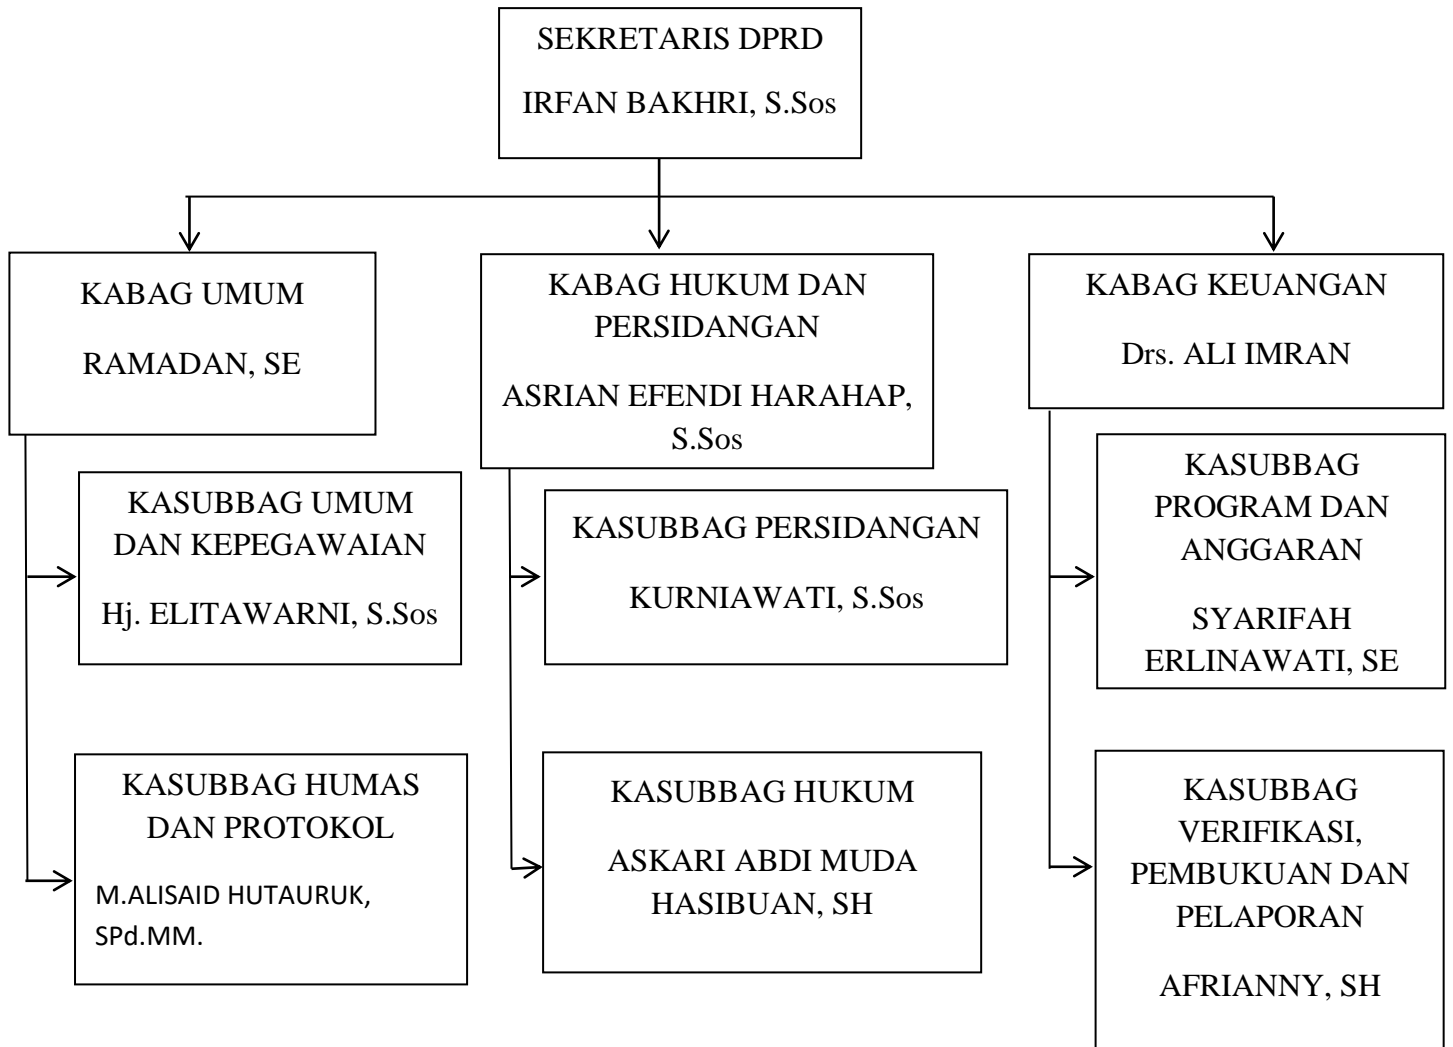 SEKRETARIS DPRD
IRFAN BAKHRI, S.Sos
KABAG UMUM
RAMADAN, SE
KABAG HUKUM DAN
PERSIDANGAN
ASRIAN EFENDI HARAHAP,
S.Sos
KABAG KEUANGAN
Drs. ALI IMRAN
KASUBBAG UMUM
DAN KEPEGAWAIAN
Hj. ELITAWARNI, S.Sos
KASUBBAG PERSIDANGAN
KURNIAWATI, S.Sos
KASUBBAG
PROGRAM DAN
ANGGARAN
SYARIFAH
ERLINAWATI, SE
KASUBBAG HUMAS
DAN PROTOKOL
M.ALISAID HUTAURUK,
SPd.MM.
KASUBBAG HUKUM
ASKARI ABDI MUDA
HASIBUAN, SH
KASUBBAG
VERIFIKASI,
PEMBUKUAN DAN
PELAPORAN
AFRIANNY, SH